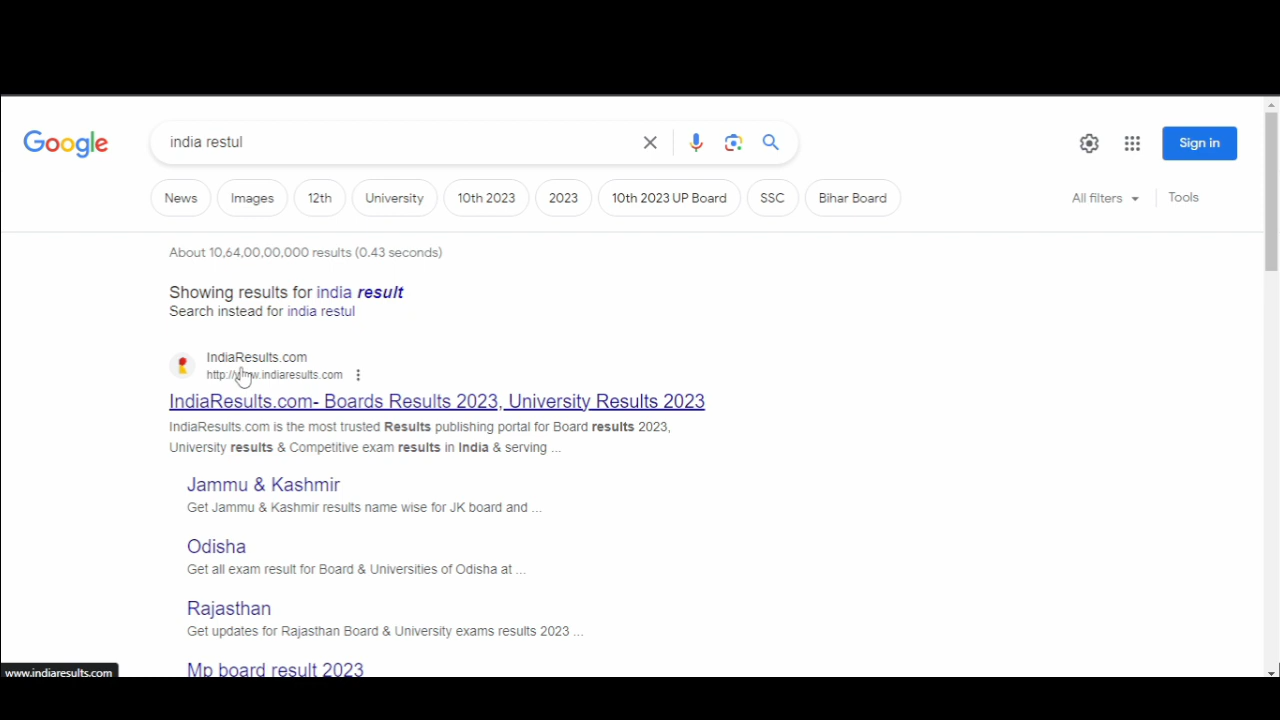 Google
india restul
Sign in
News
Images
12th
University
10th 2023
2023
10th 2023 UP Board
SSC
Bihar Board
All filters
Tools
About 10,64,00,00,000 results (0.43 seconds)
Showing results for india result
Search instead for india restul
IndiaResults.com
http://www.indiaresults.com
IndiaResults.com- Boards Results 2023, University Results 2023
IndiaResults.com is the most trusted Results publishing portal for Board results 2023,
University results & Competitive exam results in India & serving ...
Jammu & Kashmir
Get Jammu & Kashmir results name wise for JK board and ...
Odisha
Get all exam result for Board & Universities of Odisha at ...
Rajasthan
Get updates for Rajasthan Board & University exams results 2023 ...
Mp board result 2023
www.indiaresults.com